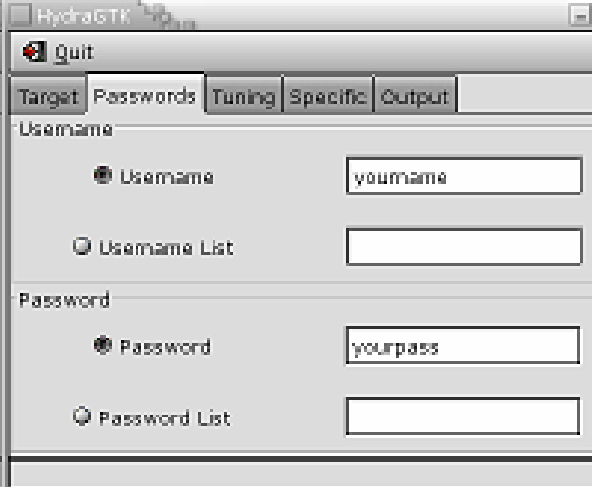 HydraGTK
Quit
Target Passwords Tuning Specific Output
Username
Username yourname
Username List
Password
Password yourpass
Password List